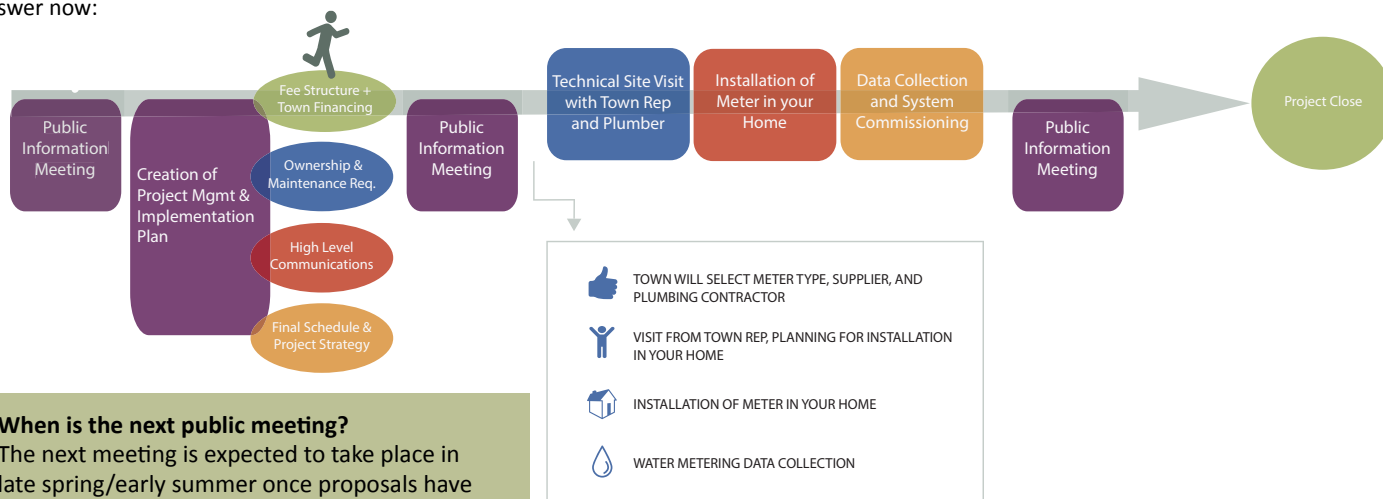 swer now:
Public
Information
Meeting
Creation of
Project Mgmt &
Implementation
Plan
Fee Structure +
Town Financing
Ownership &
Maintenance Req.
High Level
Communications
Final Schedule &
Project Strategy
Public
Information
Meeting
Technical Site Visit
with Town Rep
and Plumber
Installation of
Meter in your
Home
Data Collection
and System
Commissioning
Public
Information
Meeting
Project Close
TOWN WILL SELECT METER TYPE, SUPPLIER, AND
PLUMBING CONTRACTOR
VISIT FROM TOWN REP, PLANNING FOR INSTALLATION
IN YOUR HOME
INSTALLATION OF METER IN YOUR HOME
WATER METERING DATA COLLECTION
When is the next public meeting?
The next meeting is expected to take place in
late spring/early summer once proposals have